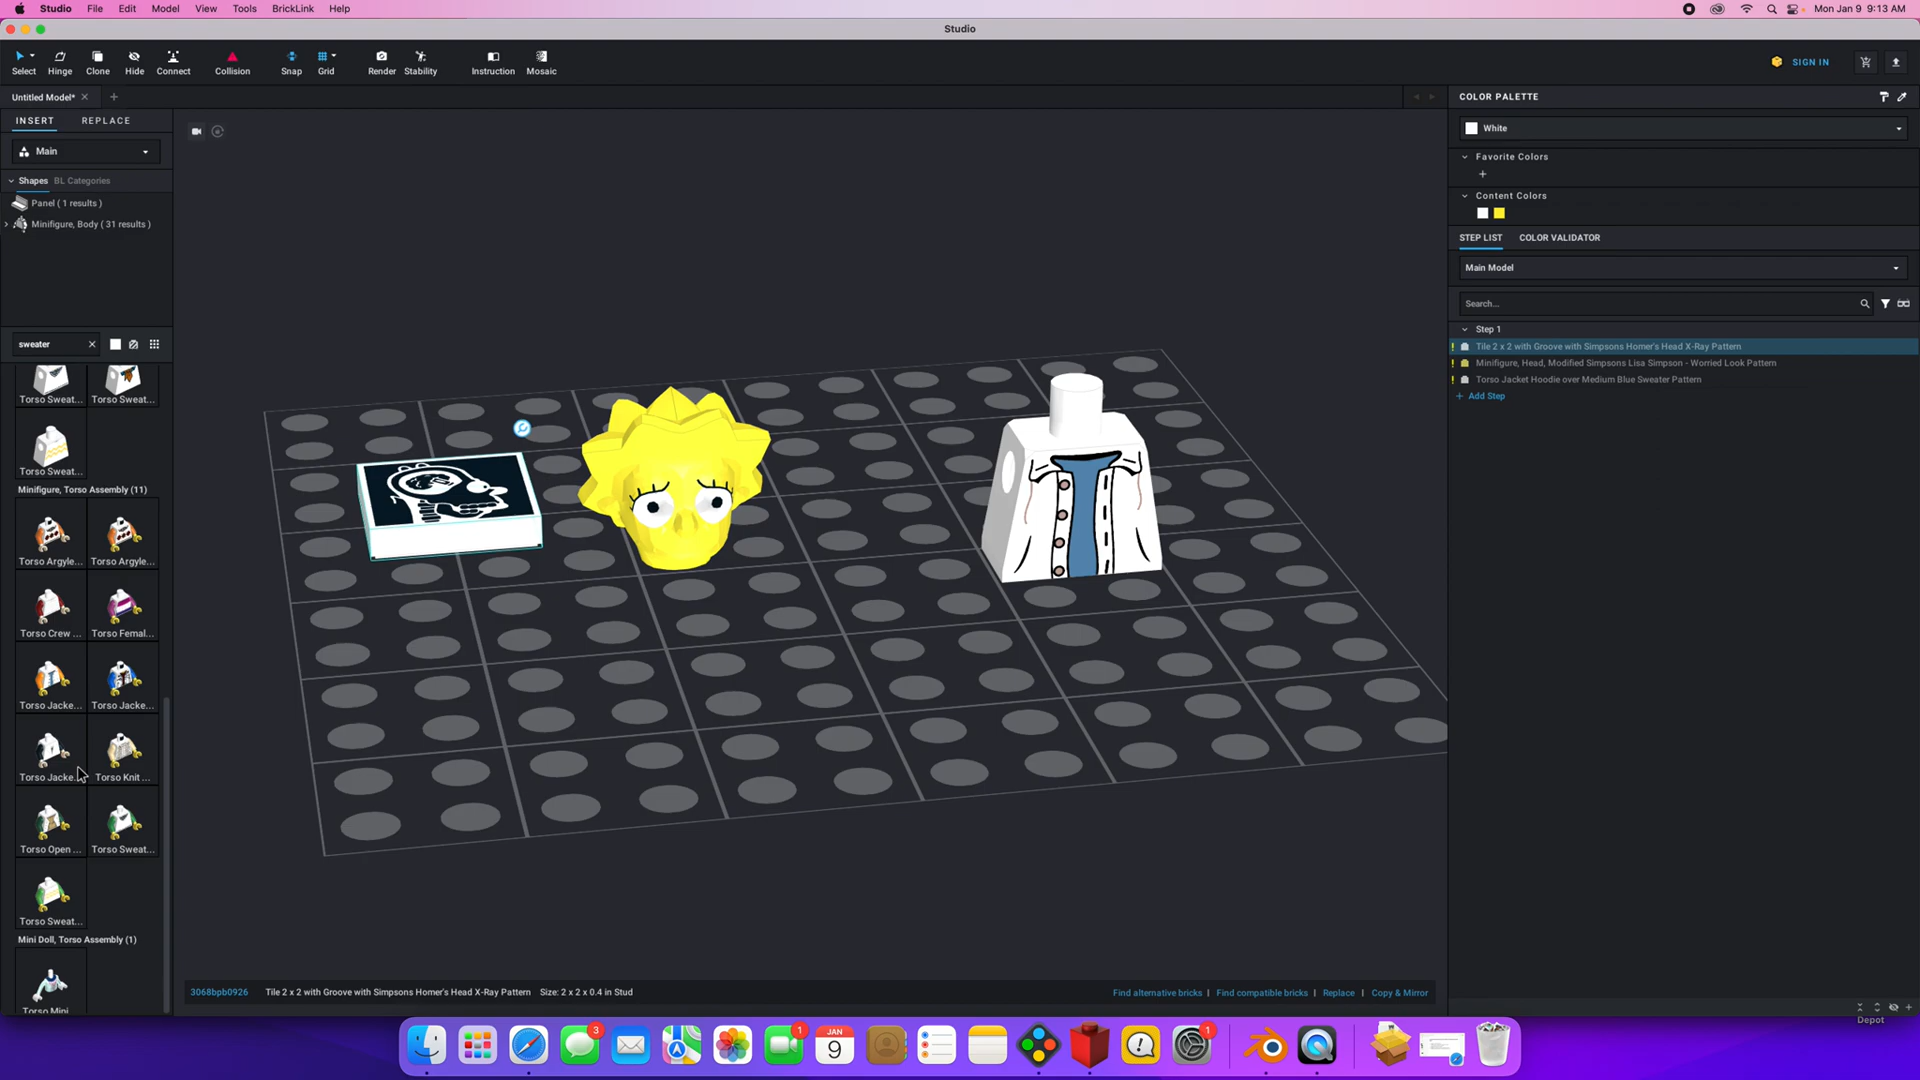 Studio File Edit Model View Tools BrickLink Help Mon Jan 9 9:13 AM
Studio
Select Hinge Clone Hide Connect Collision Snap Grid Render Stability Instruction Mosaic SIGN IN
Untitled Model*
INSERT REPLACE
Main
Shapes BL Categories
Panel ( 1 results )
Minifigure, Body ( 31 results )
sweater
Torso Sweat... Torso Sweat...
Torso Sweat...
Minifigure, Torso Assembly (11)
Torso Argyle... Torso Argyle...
Torso Crew ... Torso Femal...
Torso Jacke... Torso Jacke...
Torso Jacke... Torso Knit ...
Torso Open ... Torso Sweat...
Torso Sweat...
Mini Doll, Torso Assembly (1)
Torso Mini
3068bpb0926 Tile 2 x 2 with Groove with Simpsons Homer's Head X-Ray Pattern Size: 2 x 2 x 0.4 in Stud
Find alternative bricks | Find compatible bricks | Replace | Copy & Mirror
COLOR PALETTE
White
Favorite Colors
Content Colors
STEP LIST COLOR VALIDATOR
Main Model
Search...
Step 1
Tile 2 x 2 with Groove with Simpsons Homer's Head X-Ray Pattern
Minifigure, Head, Modified Simpsons Lisa Simpson - Worried Look Pattern
Torso Jacket Hoodie over Medium Blue Sweater Pattern
+ Add Step
Depot
3
1
JAN
9
1